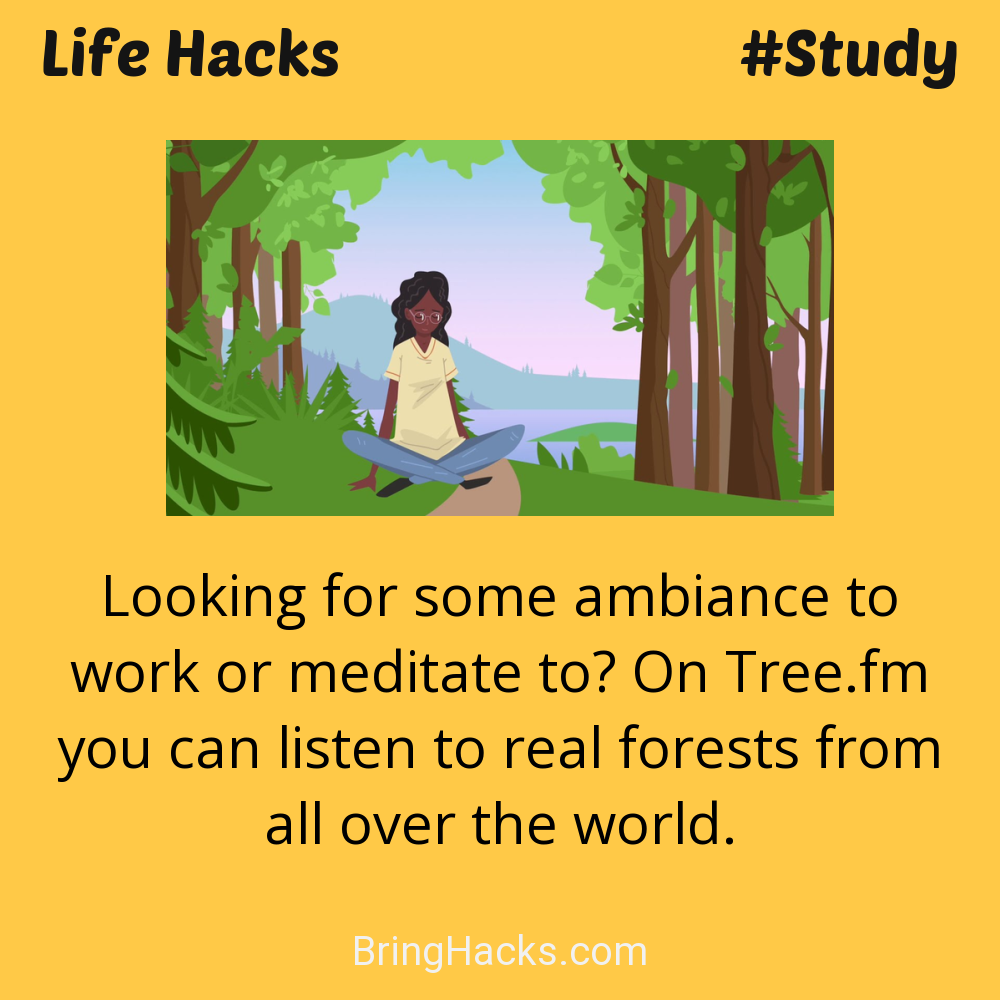 Life Hacks
#Study
Looking for some ambiance to
work or meditate to? On Tree.fm
you can listen to real forests from
all over the world.
BringHacks.com